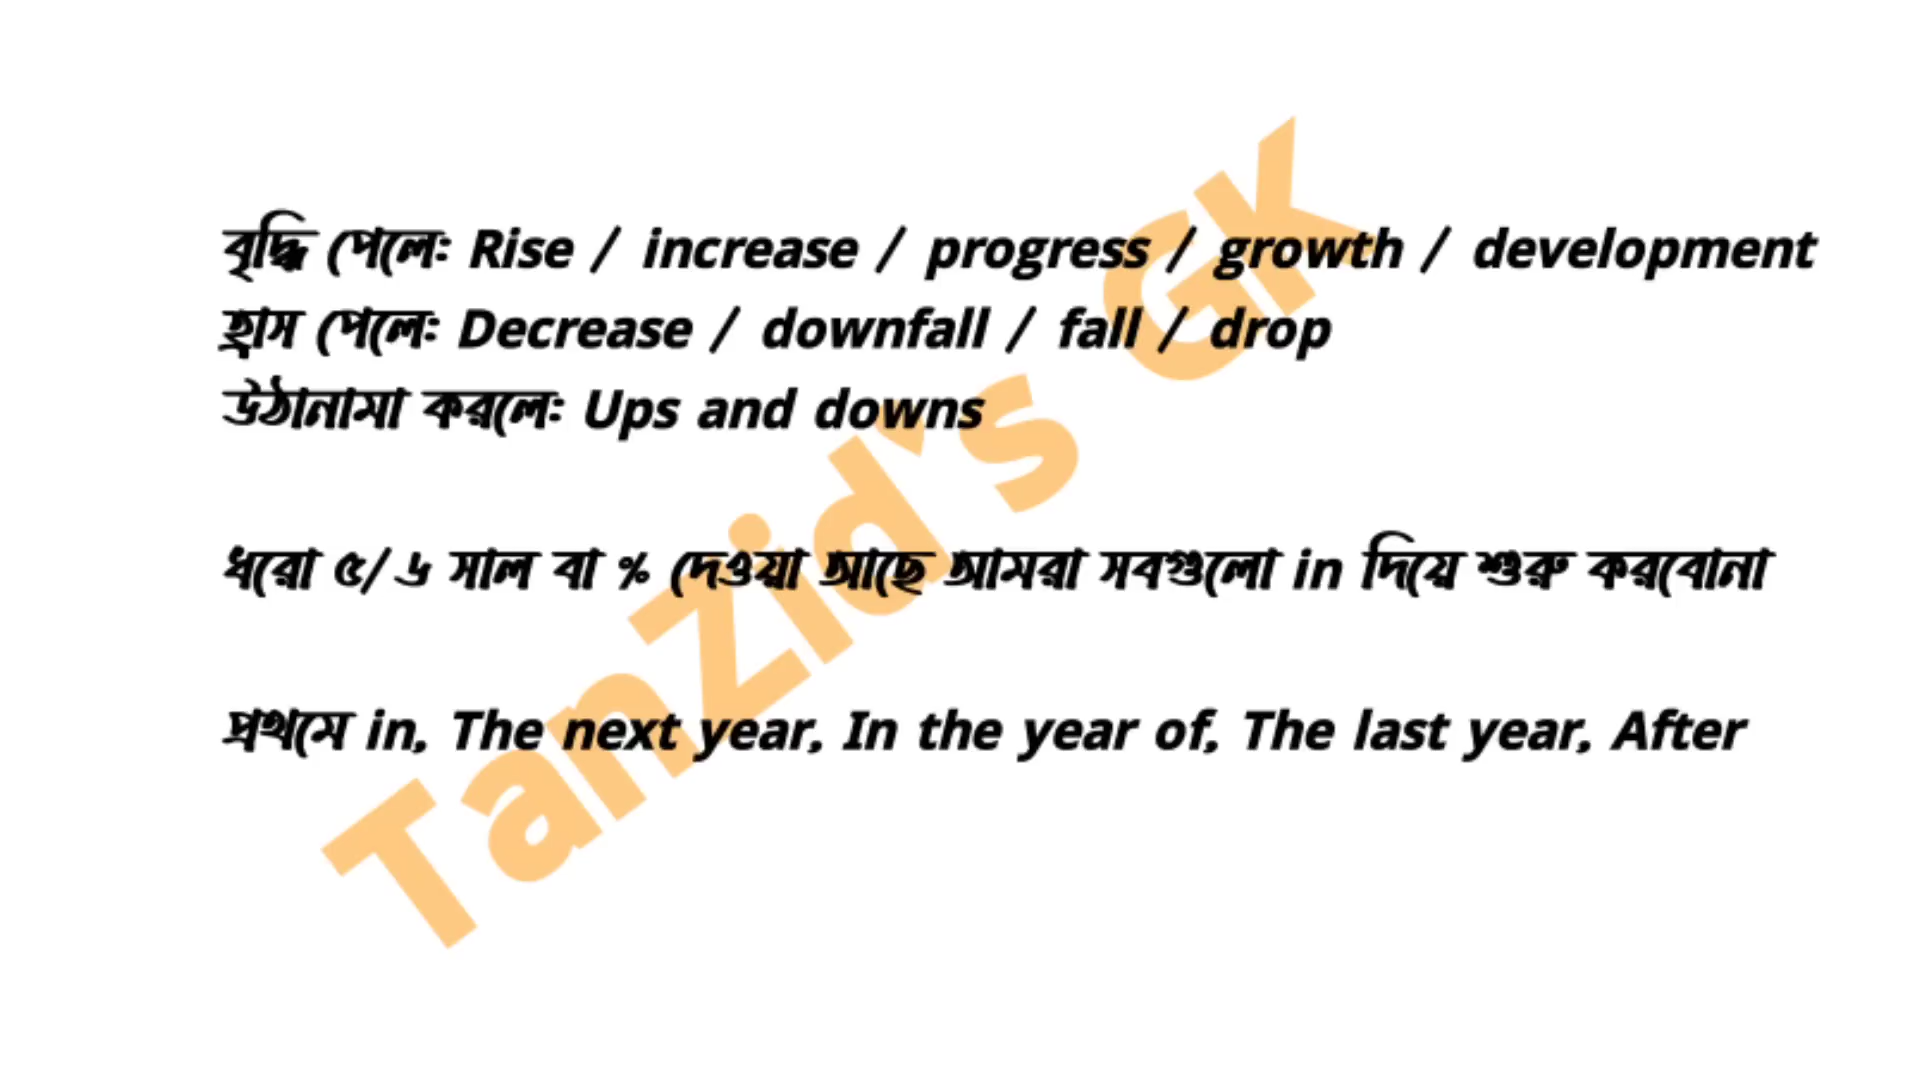 বৃদ্ধি পেলেঃ Rise / increase / progress / growth / development
হ্রাস পেলেঃ Decrease / downfall / fall / drop
উঠানামা করলেঃ Ups and downs
ধরো ৫/৬ সাল বা % দেওয়া আছে আমরা সবগুলো in দিয়ে শুরু করবোনা
প্রথমে in, The next year, In the year of, The last year, After
TanZid's GK